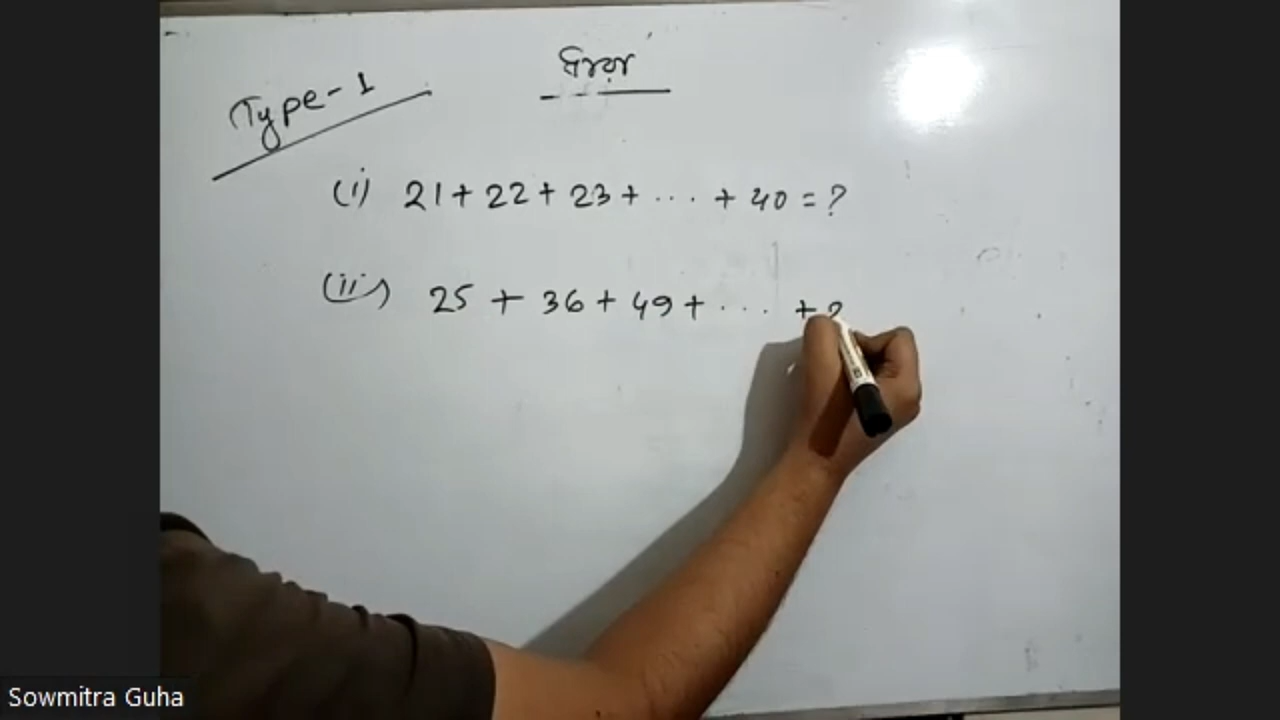 Type-1
(i) 21 + 22 + 23 + ... + 40 = ?
(ii) 25 + 36 + 49 + ... +
Sowmitra Guha